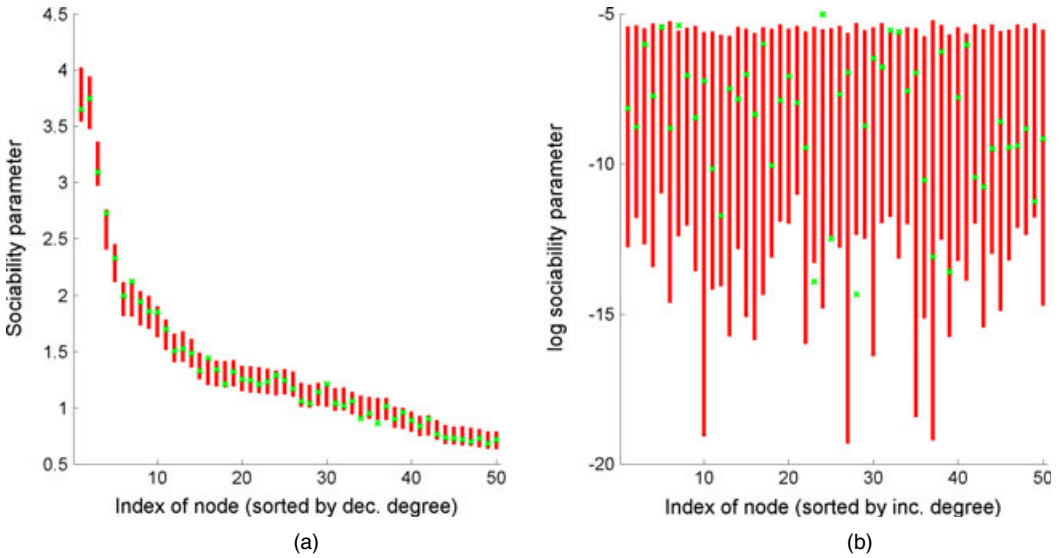 4.5
4
3.5
3
2.5
2
1.5
1
0.5
Sociability parameter
10 20 30 40 50
Index of node (sorted by dec. degree)
(a)
-5
-10
-15
-20
log sociability parameter
10 20 30 40 50
Index of node (sorted by inc. degree)
(b)